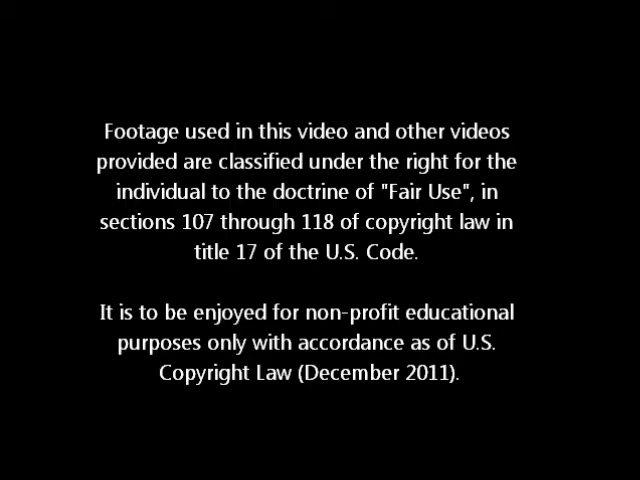 Footage used in this video and other videos
provided are classified under the right for the
individual to the doctrine of "Fair Use", in
sections 107 through 118 of copyright law in
title 17 of the U.S. Code.
It is to be enjoyed for non-profit educational
purposes only with accordance as of U.S.
Copyright Law (December 2011).